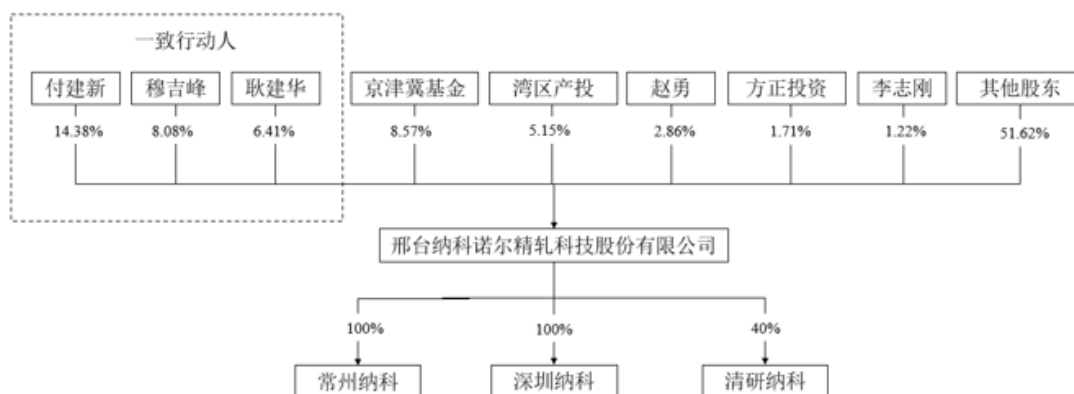 一致行动人
付建新 穆吉峰 耿建华 京津冀基金 湾区产投 赵勇 方正投资 李志刚 其他股东
14.38% 8.08% 6.41% 8.57% 5.15% 2.86% 1.71% 1.22% 51.62%
邢台纳科诺尔精轧科技股份有限公司
100% 100% 40%
常州纳科 深圳纳科 清研纳科